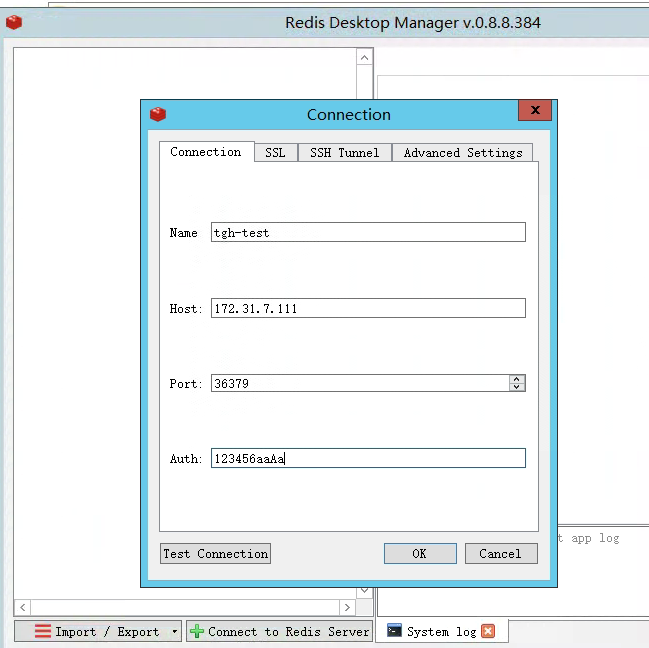 Redis Desktop Manager v.0.8.8.384
Connection
x
Connection SSL SSH Tunnel Advanced Settings
Name tgh-test
Host: 172.31.7.111
Port: 36379
Auth: 123456aaAa
Test Connection OK Cancel
t app log
Import / Export Connect to Redis Server System log